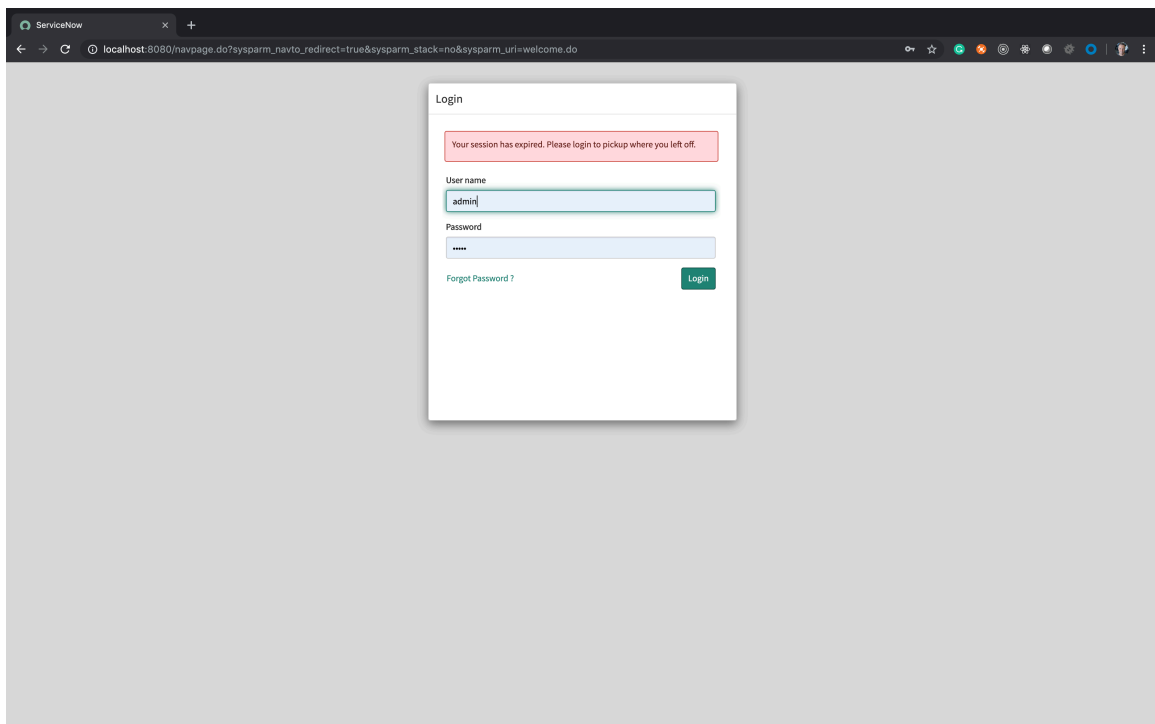 ServiceNow
localhost:8080/navpage.do?sysparm_navto_redirect=true&sysparm_stack=no&sysparm_uri=welcome.do
Login
Your session has expired. Please login to pickup where you left off.
User name
admin
Password
•••••
Forgot Password ?
Login